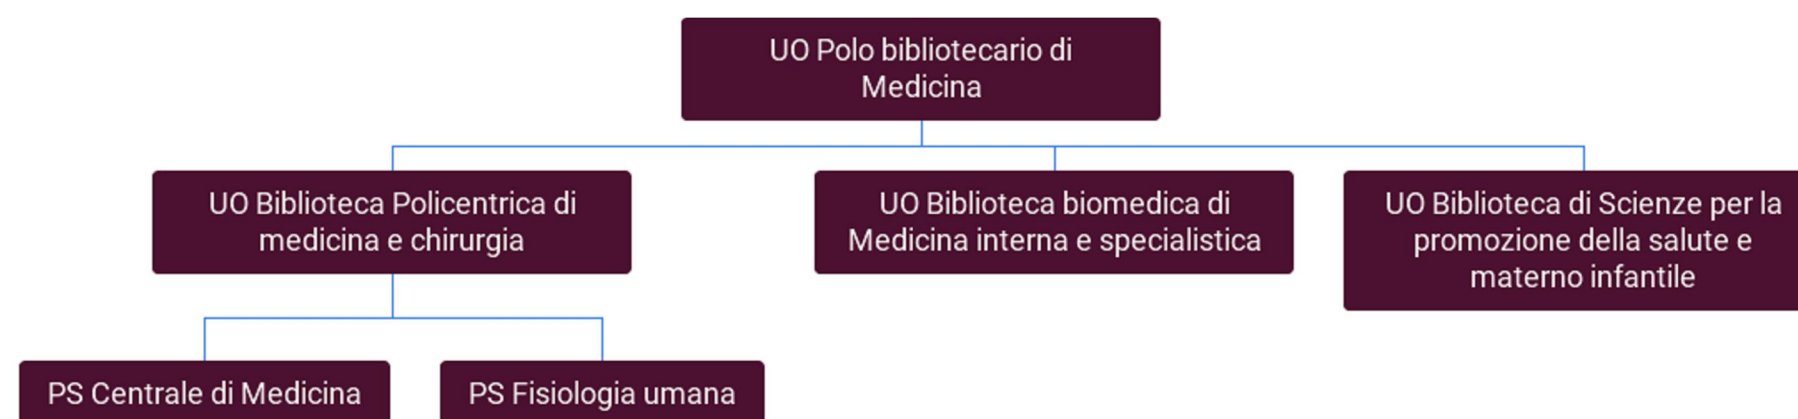 UO Polo bibliotecario di
Medicina
UO Biblioteca Policentrica di
medicina e chirurgia
UO Biblioteca biomedica di
Medicina interna e specialistica
UO Biblioteca di Scienze per la
promozione della salute e
materno infantile
PS Centrale di Medicina
PS Fisiologia umana